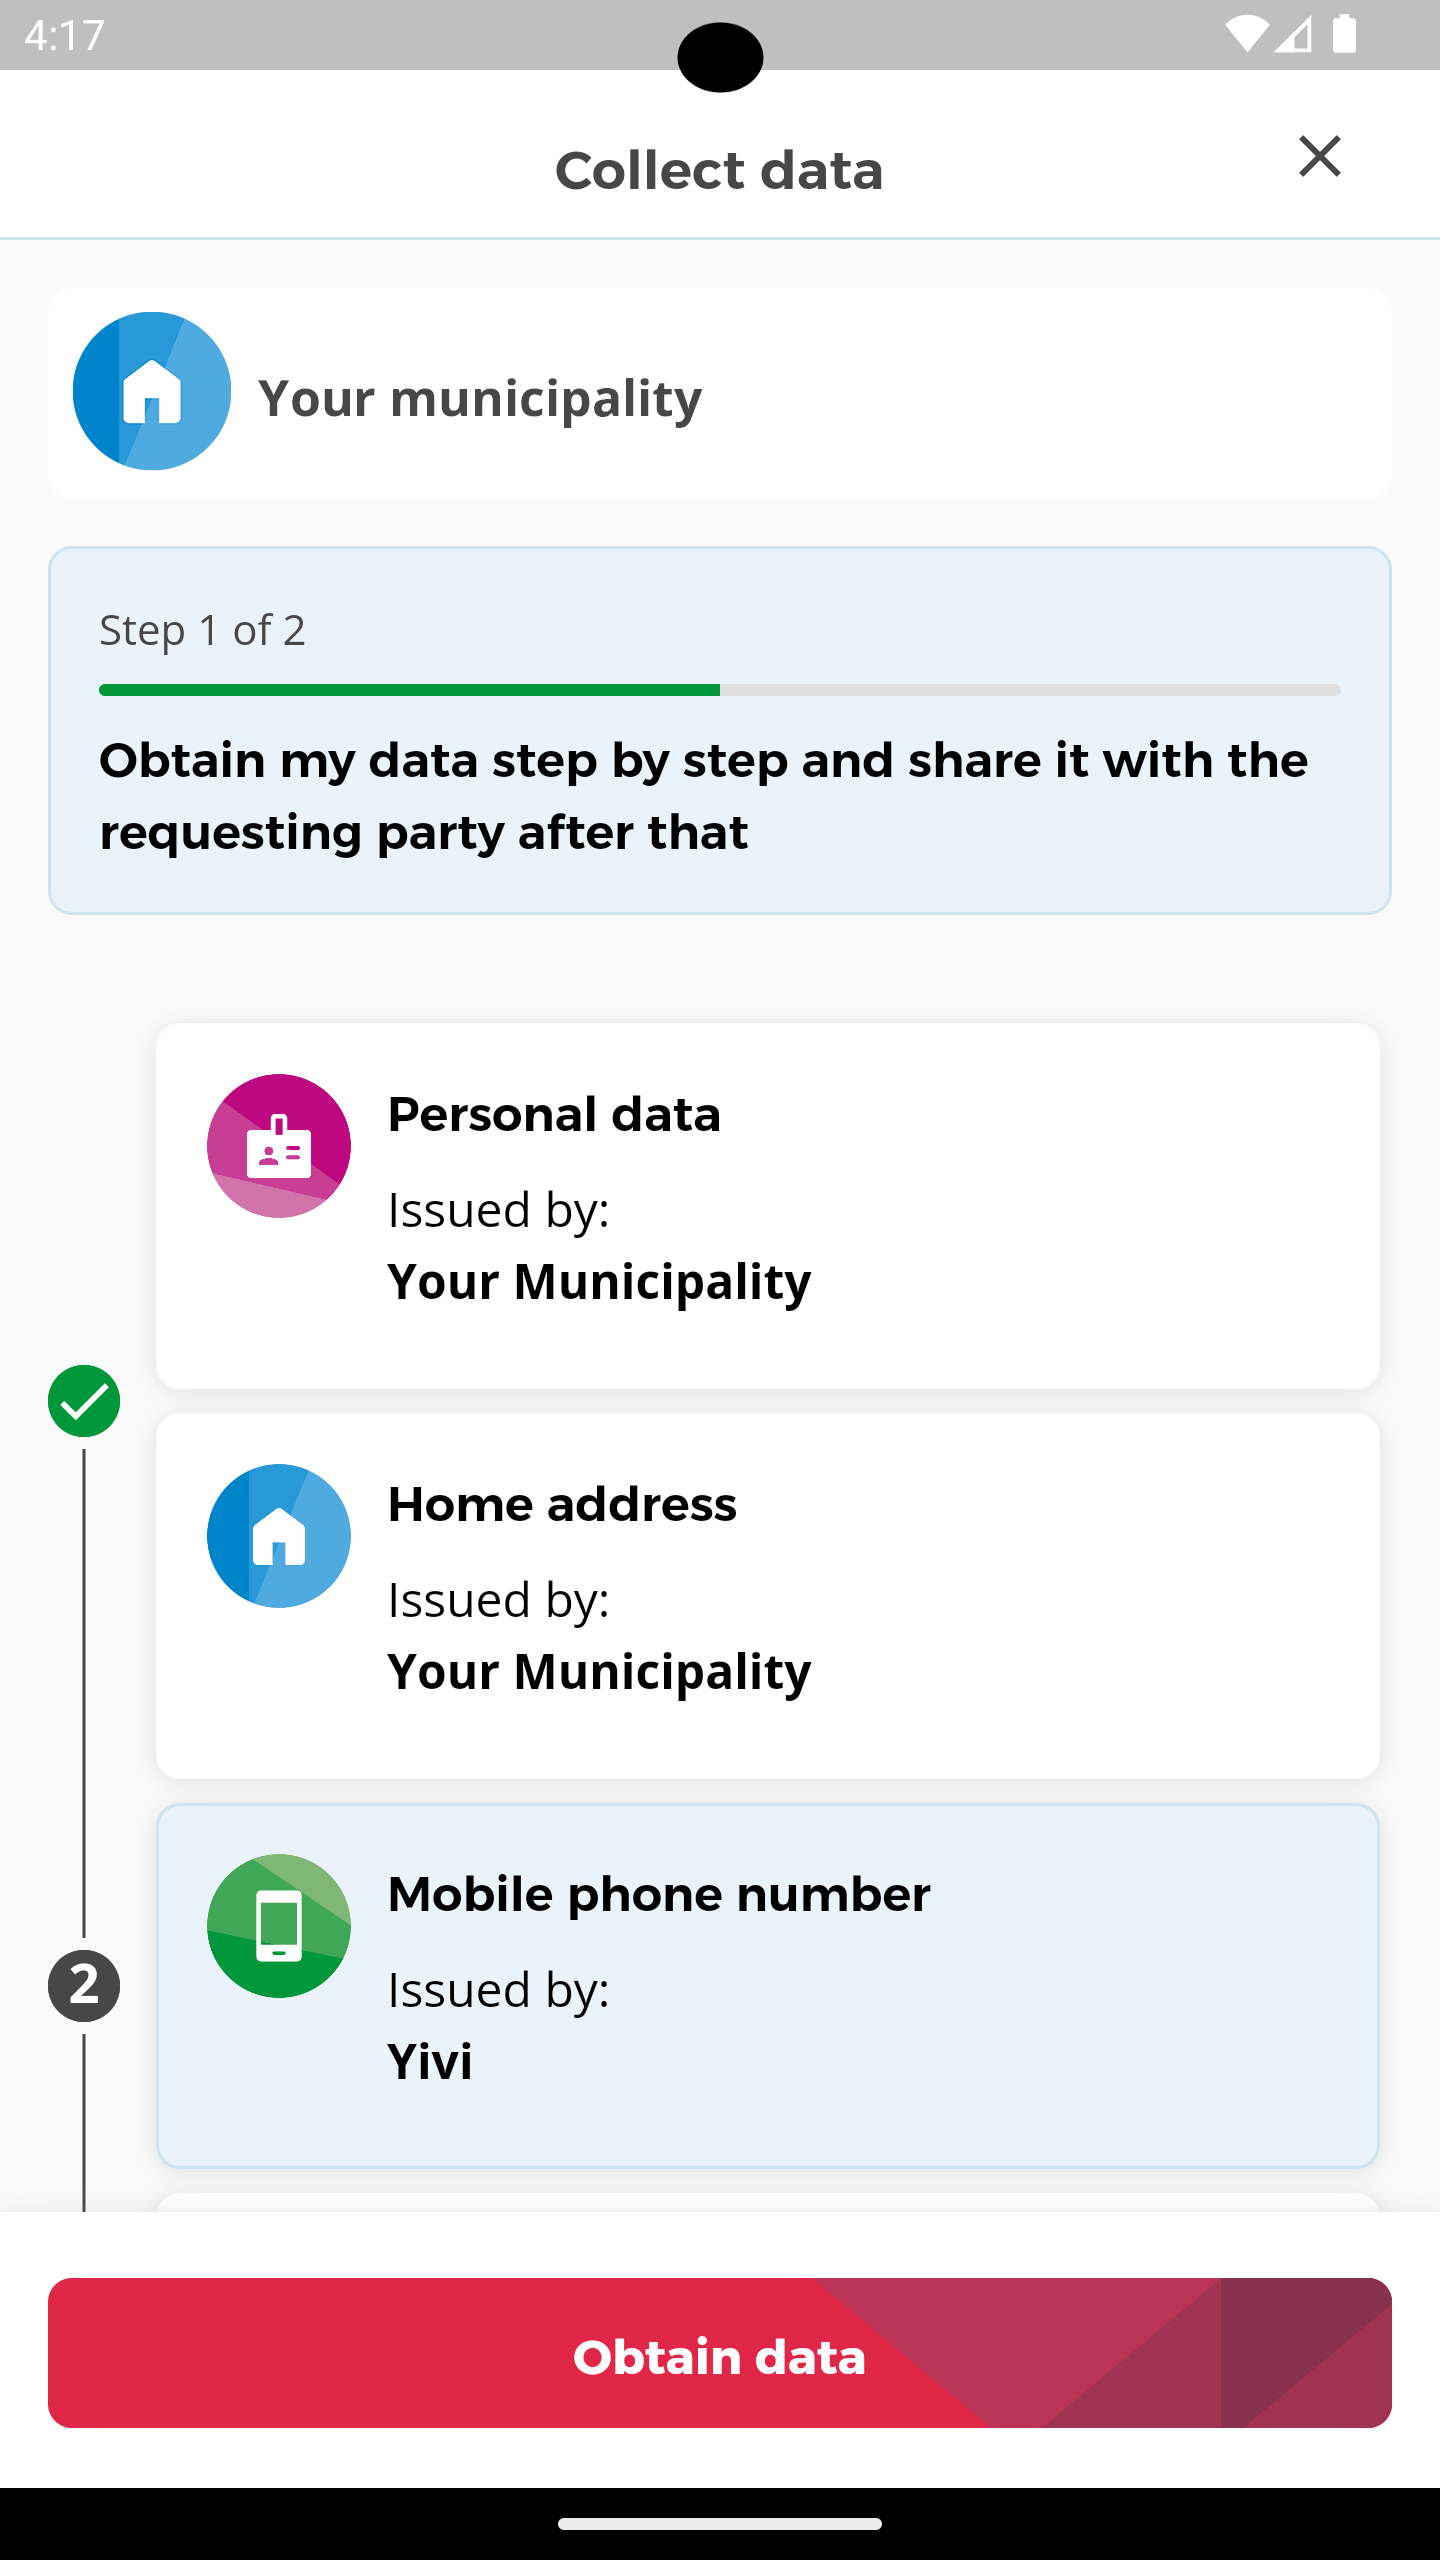 4:17
Collect data
Your municipality
Step 1 of 2
Obtain my data step by step and share it with the
requesting party after that
Personal data
Issued by:
Your Municipality
Home address
Issued by:
Your Municipality
2
Mobile phone number
Issued by:
Yivi
Obtain data